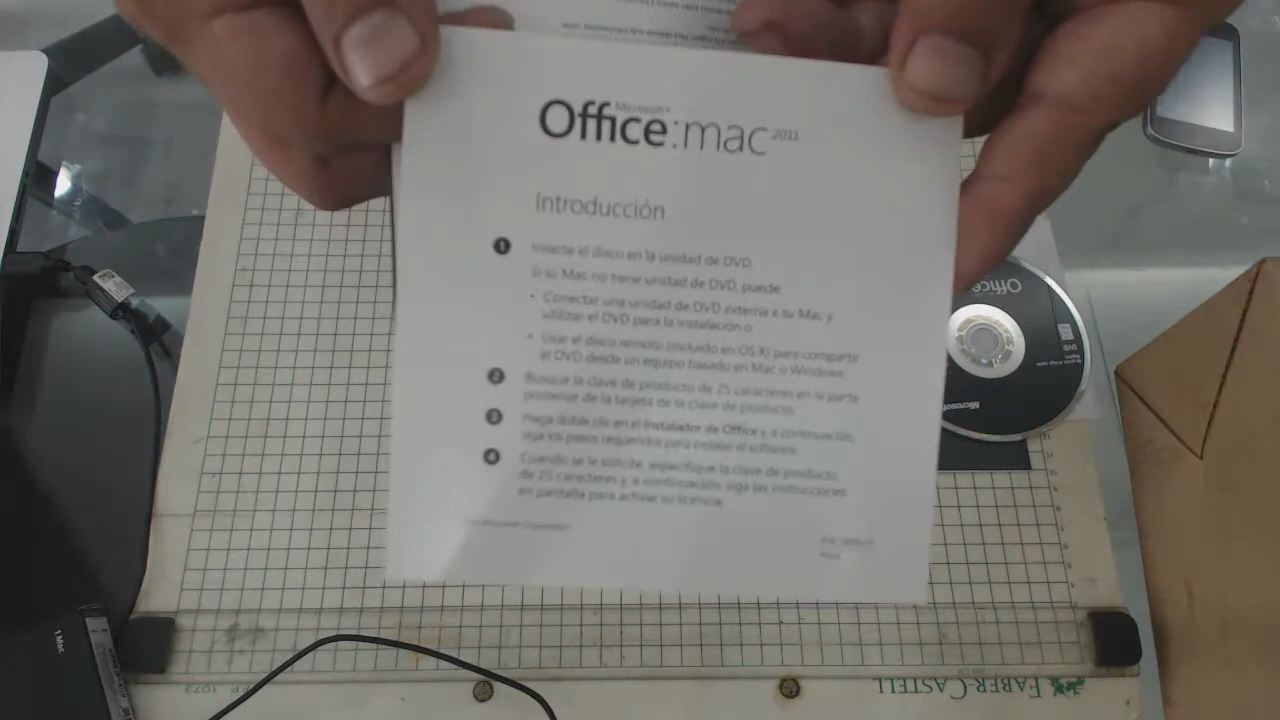 Microsoft®
Office:mac 2011
Introducción
1 Inserte el disco en la unidad de DVD.
Si su Mac no tiene unidad de DVD, puede
• Conectar una unidad de DVD externa a su Mac y
utilizar el DVD para la instalación o
• Usar el disco remoto (incluido en OS X) para compartir
el DVD desde un equipo basado en Mac o Windows.
2 Busque la clave de producto de 25 caracteres en la parte
posterior de la tarjeta de la clave de producto.
3 Haga doble clic en el Instalador de Office y, a continuación,
siga los pasos requeridos para instalar el software.
4 Cuando se le solicite, especifique la clave de producto
de 25 caracteres y, a continuación, siga las instrucciones
en pantalla para activar su licencia.
Microsoft Corporation
Office
DVD
Microsoft
1 Mac
FABER-CASTELL
1073